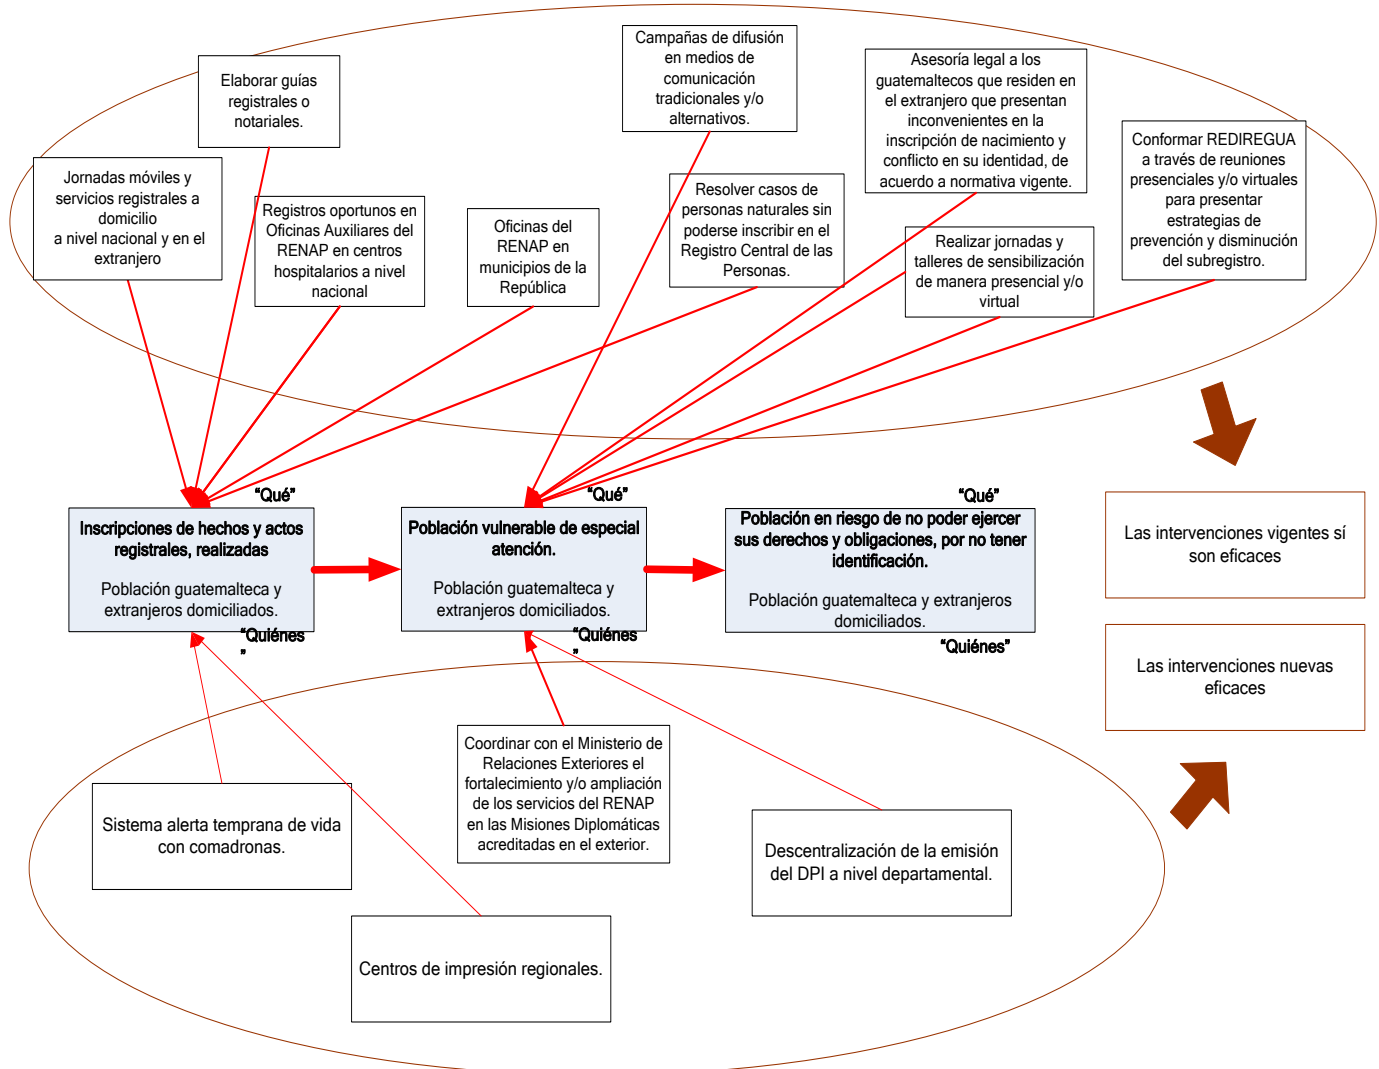 Elaborar guías
registrales o
notariales.
Campañas de difusión
en medios de
comunicación
tradicionales y/o
alternativos.
Asesoría legal a los
guatemaltecos que residen en
el extranjero que presentan
inconvenientes en la
inscripción de nacimiento y
conflicto en su identidad, de
acuerdo a normativa vigente.
Conformar REDIREGUA
a través de reuniones
presenciales y/o virtuales
para presentar
estrategias de
prevención y disminución
del subregistro.
Jornadas móviles y
servicios registrales a
domicilio
a nivel nacional y en el
extranjero
Registros oportunos en
Oficinas Auxiliares del
RENAP en centros
hospitalarios a nivel
nacional
Oficinas del
RENAP en
municipios de la
República
Resolver casos de
personas naturales sin
poderse inscribir en el
Registro Central de las
Personas.
Realizar jornadas y
talleres de sensibilización
de manera presencial y/o
virtual
“Qué”
Inscripciones de hechos y actos
registrales, realizadas
Población guatemalteca y
extranjeros domiciliados.
“Quiénes
”
“Qué”
Población vulnerable de especial
atención.
Población guatemalteca y
extranjeros domiciliados.
“Quiénes
”
“Qué”
Población en riesgo de no poder ejercer
sus derechos y obligaciones, por no tener
identificación.
Población guatemalteca y extranjeros
domiciliados.
“Quiénes”
Las intervenciones vigentes sí
son eficaces
Las intervenciones nuevas
eficaces
Sistema alerta temprana de vida
con comadronas.
Coordinar con el Ministerio de
Relaciones Exteriores el
fortalecimiento y/o ampliación
de los servicios del RENAP
en las Misiones Diplomáticas
acreditadas en el exterior.
Descentralización de la emisión
del DPI a nivel departamental.
Centros de impresión regionales.